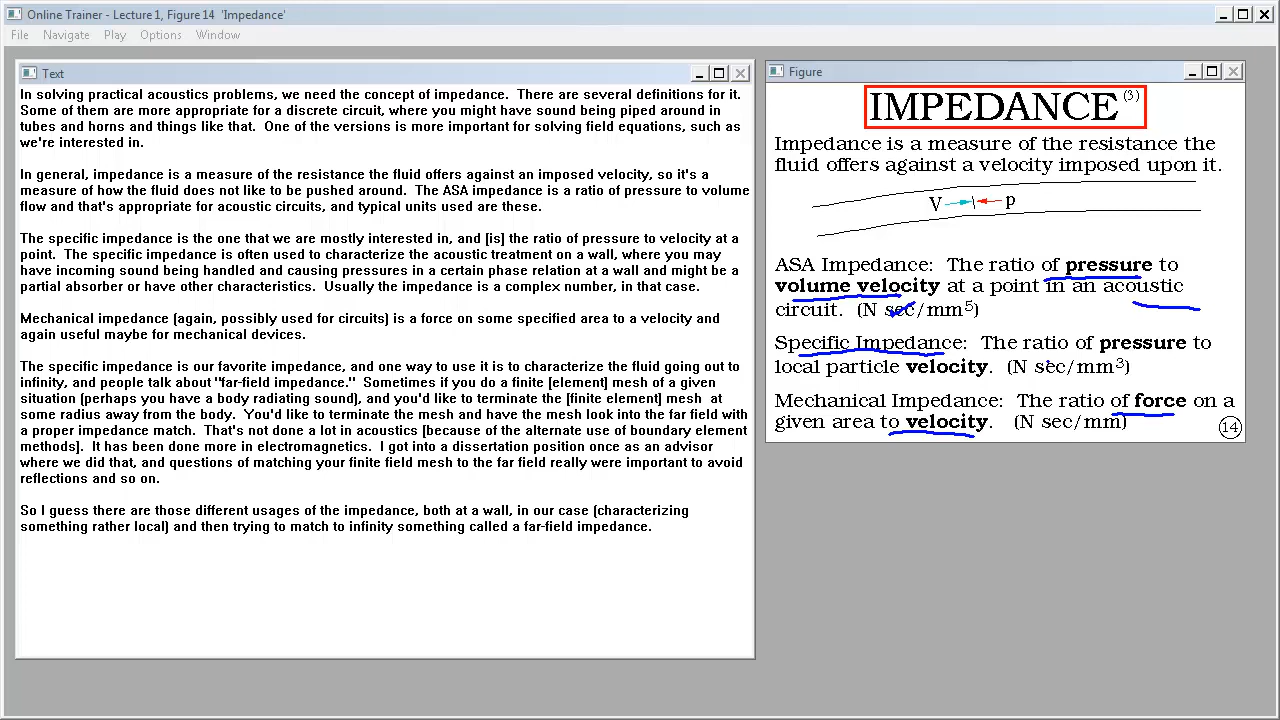 Online Trainer - Lecture 1, Figure 14  'Impedance'
File Navigate Play Options Window
Text
In solving practical acoustics problems, we need the concept of impedance.  There are several definitions for it.
Some of them are more appropriate for a discrete circuit, where you might have sound being piped around in
tubes and horns and things like that.  One of the versions is more important for solving field equations, such as
we're interested in.
In general, impedance is a measure of the resistance the fluid offers against an imposed velocity, so it's a
measure of how the fluid does not like to be pushed around.  The ASA impedance is a ratio of pressure to volume
flow and that's appropriate for acoustic circuits, and typical units used are these.
The specific impedance is the one that we are mostly interested in, and [is] the ratio of pressure to velocity at a
point.  The specific impedance is often used to characterize the acoustic treatment on a wall, where you may
have incoming sound being handled and causing pressures in a certain phase relation at a wall and might be a
partial absorber or have other characteristics.  Usually the impedance is a complex number, in that case.
Mechanical impedance [again, possibly used for circuits] is a force on some specified area to a velocity and
again useful maybe for mechanical devices.
The specific impedance is our favorite impedance, and one way to use it is to characterize the fluid going out to
infinity, and people talk about "far-field impedance."  Sometimes if you do a finite [element] mesh of a given
situation (perhaps you have a body radiating sound), and you'd like to terminate the [finite element] mesh  at
some radius away from the body.  You'd like to terminate the mesh and have the mesh look into the far field with
a proper impedance match.  That's not done a lot in acoustics [because of the alternate use of boundary element
methods].  It has been done more in electromagnetics.  I got into a dissertation position once as an advisor
where we did that, and questions of matching your finite field mesh to the far field really were important to avoid
reflections and so on.
So I guess there are those different usages of the impedance, both at a wall, in our case (characterizing
something rather local) and then trying to match to infinity something called a far-field impedance.
Figure
IMPEDANCE (3)
Impedance is a measure of the resistance the
fluid offers against a velocity imposed upon it.
V p
ASA Impedance:  The ratio of pressure to
volume velocity at a point in an acoustic
circuit.  (N sec/mm⁵)
Specific Impedance:  The ratio of pressure to
local particle velocity.  (N sec/mm³)
Mechanical Impedance:  The ratio of force on a
given area to velocity.   (N sec/mm)
14